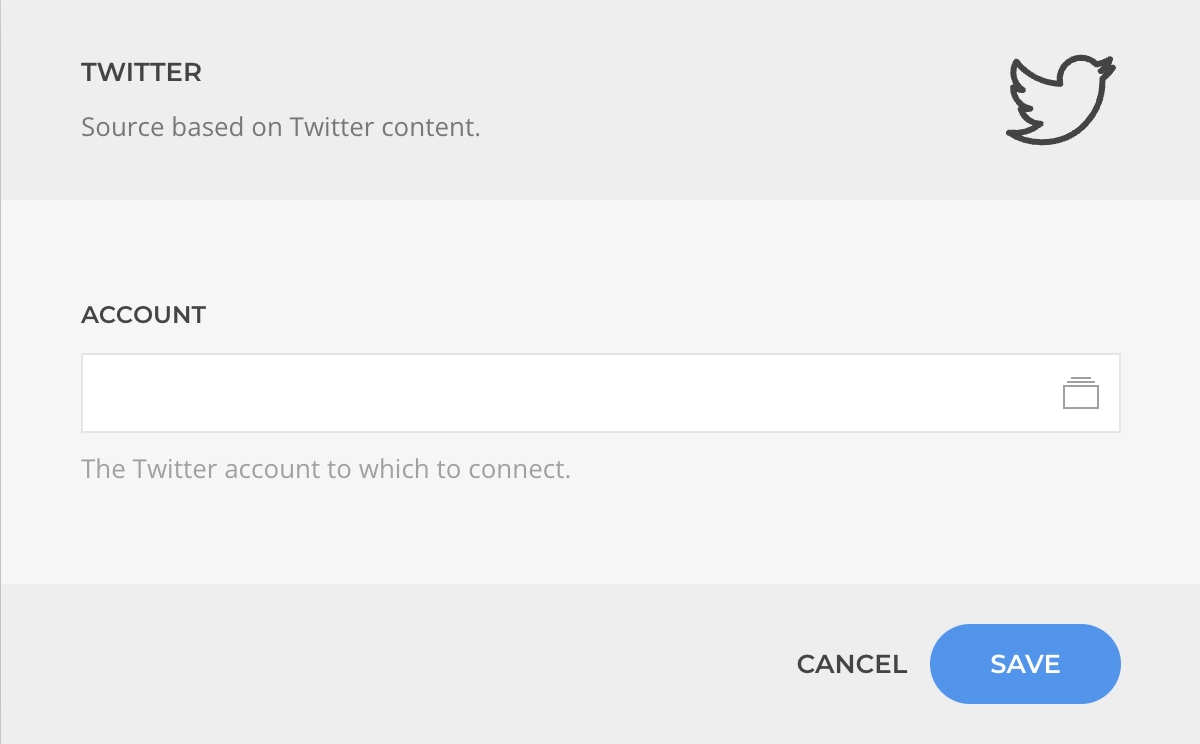 TWITTER
Source based on Twitter content.
ACCOUNT
The Twitter account to which to connect.
CANCEL SAVE